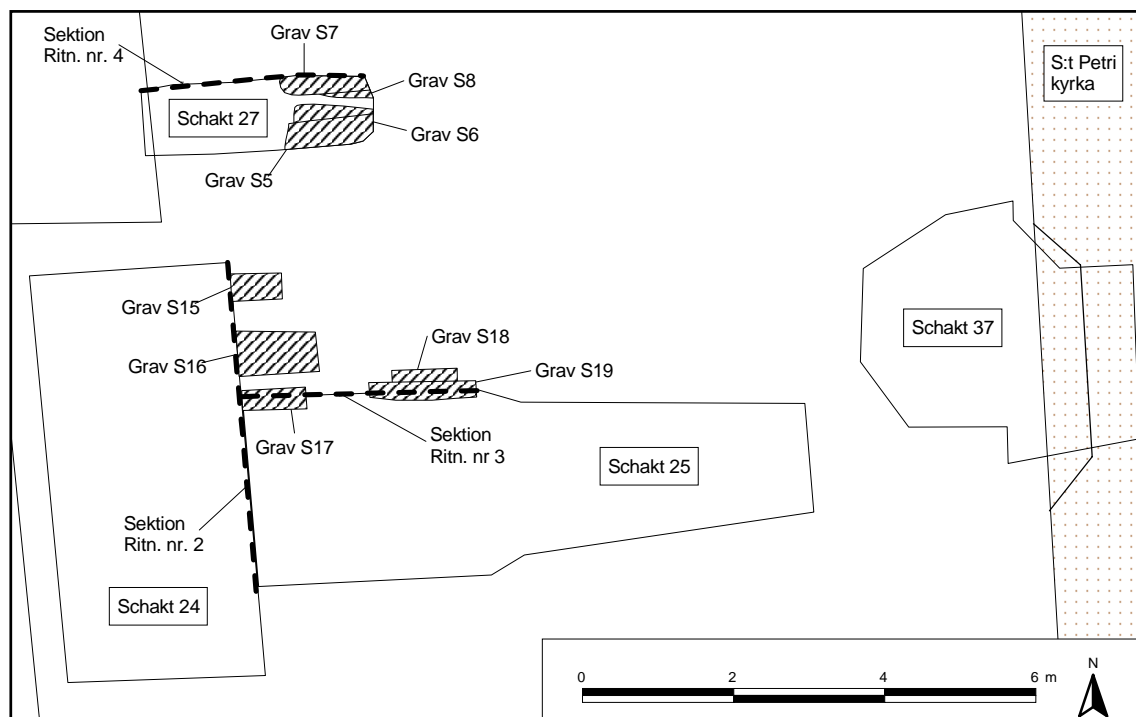 Sektion
Ritn. nr. 4
Grav S7
S:t Petri
kyrka
Grav S8
Schakt 27
Grav S6
Grav S5
Grav S15
Schakt 37
Grav S18
Grav S16
Grav S19
Grav S17
Sektion
Ritn. nr 3
Schakt 25
Sektion
Ritn. nr. 2
Schakt 24
0 2 4 6 m
N